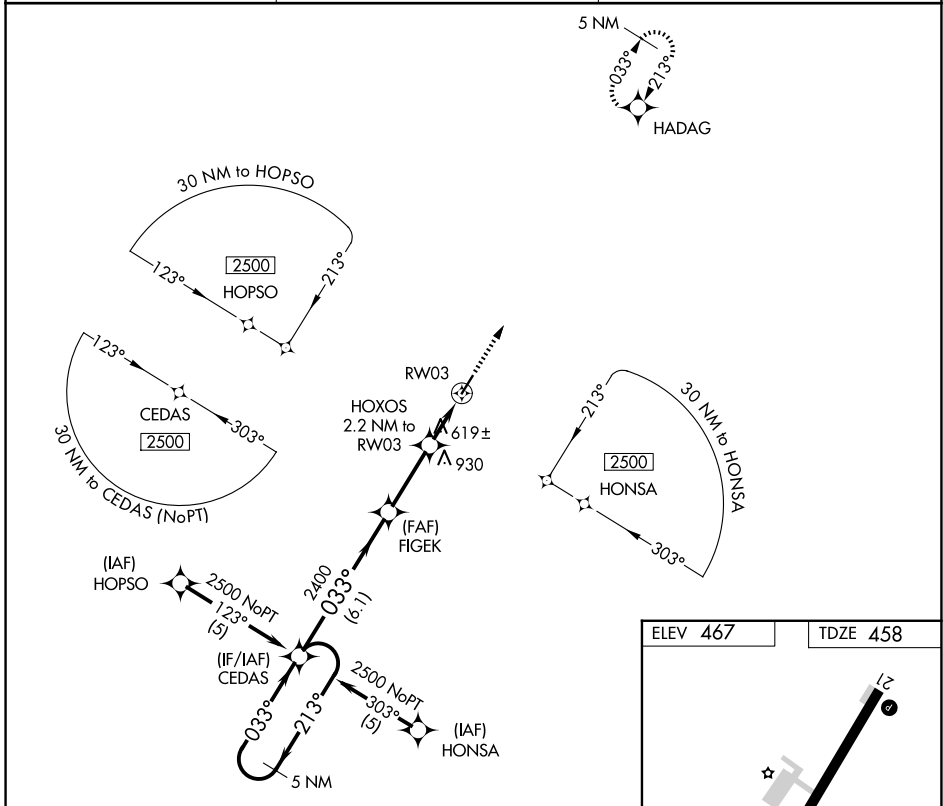 5 NM
033°
213°
HADAG
30 NM to HOPSO
2500
123°
213°
HOPSO
123°
CEDAS
303°
2500
30 NM to CEDAS (NoPT)
RW03
HOXOS
2.2 NM to
RW03
619±
930
213°
30 NM to HONSA
2500
HONSA
303°
(FAF)
FIGEK
(IAF)
HOPSO
2500 NoPT
123°
(5)
2400
033°
(6.1)
(IF/IAF)
CEDAS
2500 NoPT
303°
(5)
(IAF)
HONSA
033°
213°
5 NM
ELEV 467
TDZE 458
21
P